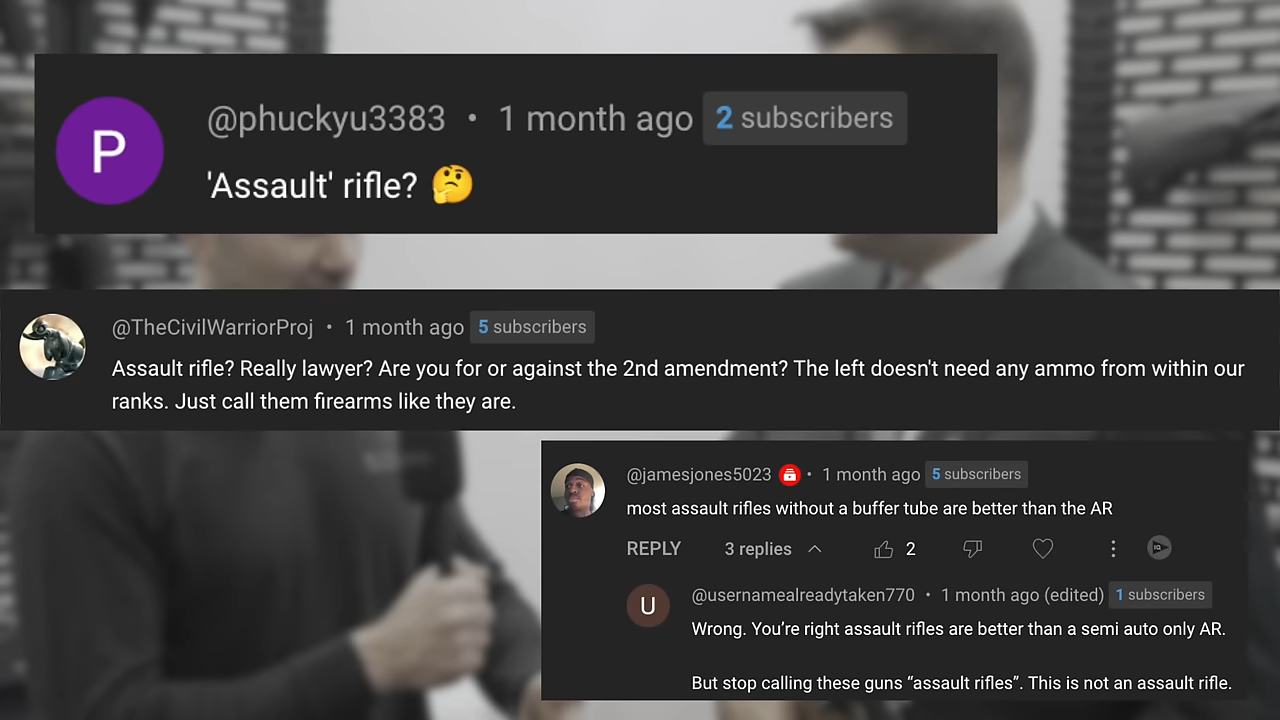 P
@phuckyu3383 • 1 month ago 2 subscribers
'Assault' rifle? 🤔
@TheCivilWarriorProj • 1 month ago 5 subscribers
Assault rifle? Really lawyer? Are you for or against the 2nd amendment? The left doesn't need any ammo from within our
ranks. Just call them firearms like they are.
@jamesjones5023 • 1 month ago 5 subscribers
most assault rifles without a buffer tube are better than the AR
REPLY 3 replies 2
U
@usernamealreadytaken770 • 1 month ago (edited) 1 subscribers
Wrong. You’re right assault rifles are better than a semi auto only AR.
But stop calling these guns “assault rifles”. This is not an assault rifle.